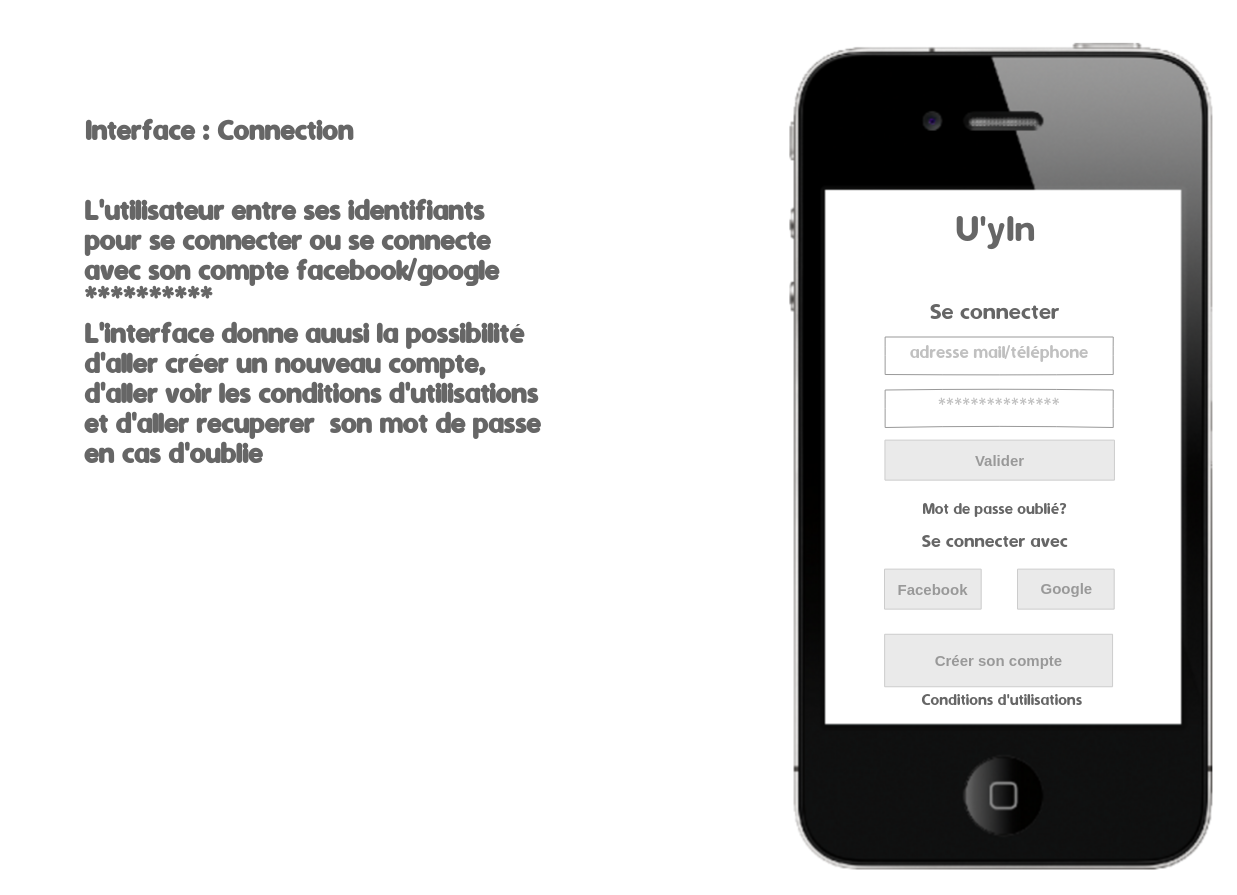 Interface : Connection
L'utilisateur entre ses identifiants
pour se connecter ou se connecte
avec son compte facebook/google
**********
L'interface donne auusi la possibilité
d'aller créer un nouveau compte,
d'aller voir les conditions d'utilisations
et d'aller recuperer  son mot de passe
en cas d'oublie
U'yIn
Se connecter
adresse mail/téléphone
***************
Valider
Mot de passe oublié?
Se connecter avec
Facebook
Google
Créer son compte
Conditions d'utilisations